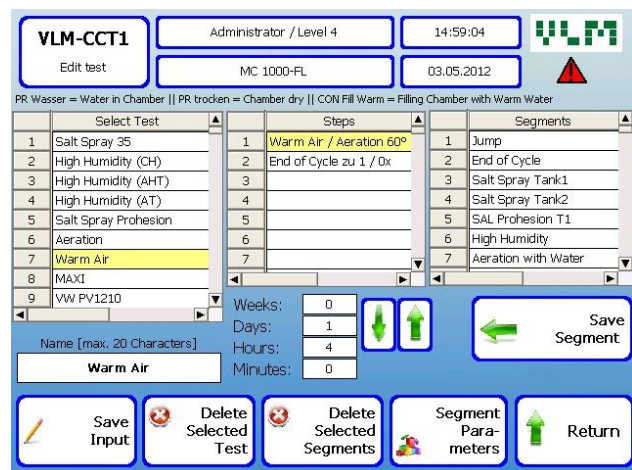 VLM-CCT1
Edit test
Administrator / Level 4
MC 1000-FL
14:59:04
03.05.2012
VLM
PR Wasser = Water in Chamber || PR trocken = Chamber dry || CON Fill Warm = Filling Chamber with Warm Water
Select Test
1 Salt Spray 35
2 High Humidity (CH)
3 High Humidity (AHT)
4 High Humidity (AT)
5 Salt Spray Prohesion
6 Aeration
7 Warm Air
8 MAXI
9 VW PV1210
Steps
1 Warm Air / Aeration 60º
2 End of Cycle zu 1 / 0x
3
4
5
6
7
Segments
1 Jump
2 End of Cycle
3 Salt Spray Tank1
4 Salt Spray Tank2
5 SAL Prohesion T1
6 High Humidity
7 Aeration with Water
Name [max. 20 Characters]
Warm Air
Weeks: 0
Days: 1
Hours: 4
Minutes: 0
Save
Segment
Save
Input
Delete
Selected
Test
Delete
Selected
Segments
Segment
Para-
meters
Return